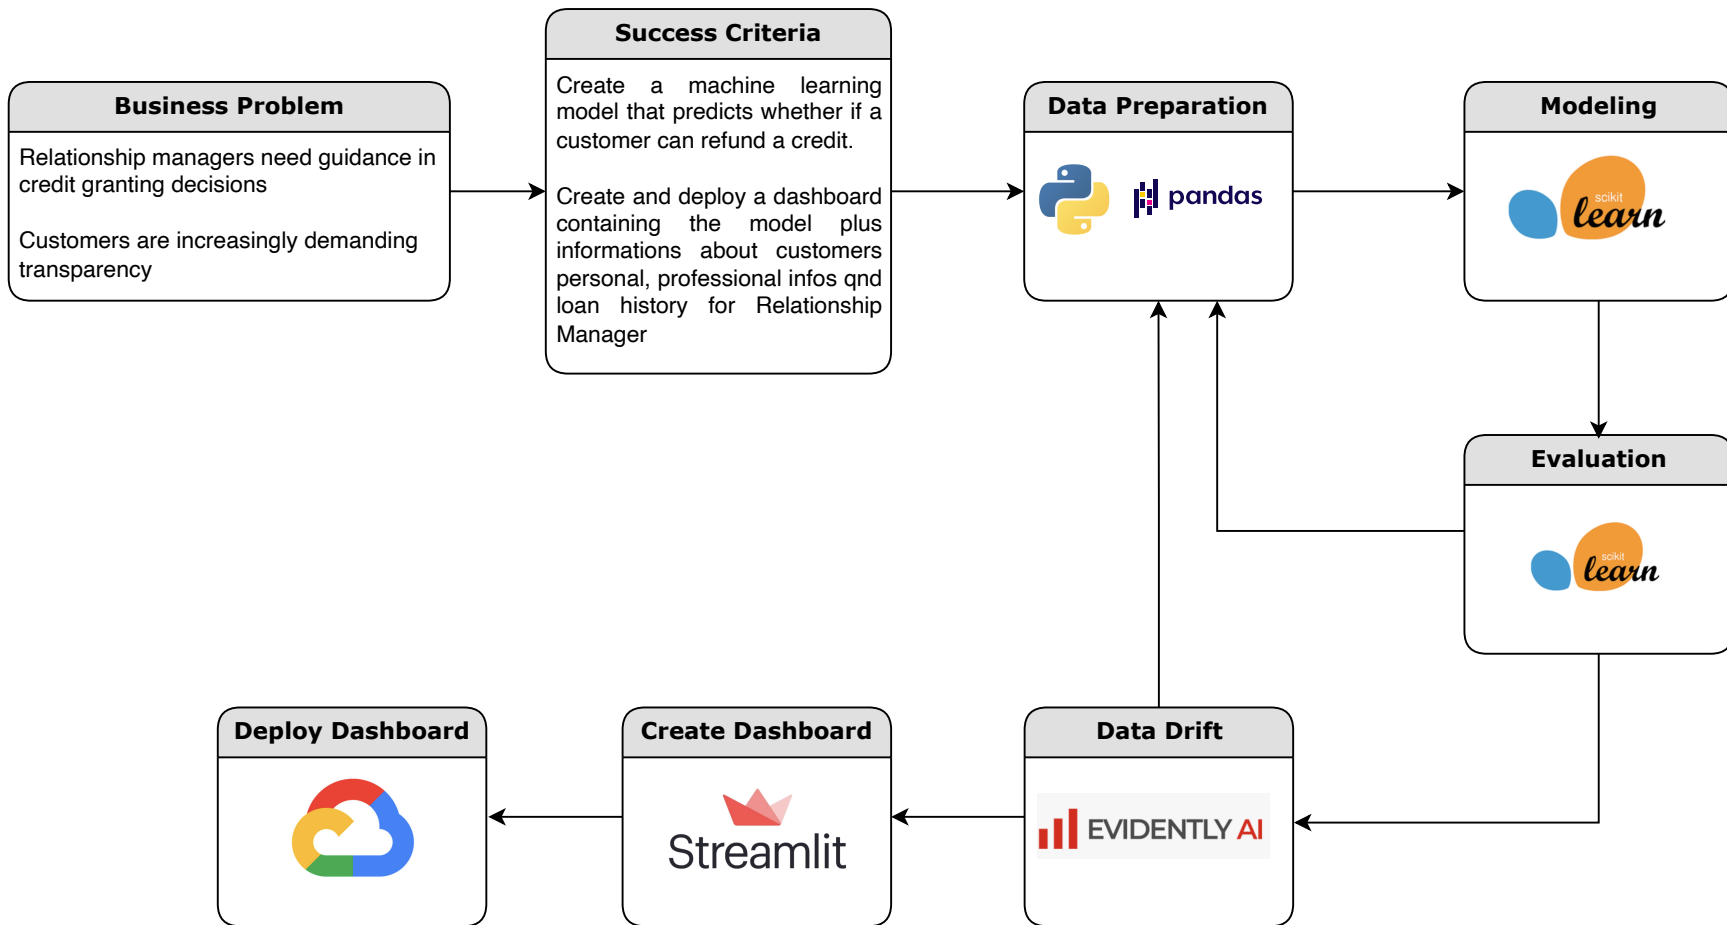 Business Problem
Relationship managers need guidance in
credit granting decisions
Customers are increasingly demanding
transparency
Success Criteria
Create a machine learning
model that predicts whether if a
customer can refund a credit.
Create and deploy a dashboard
containing the model plus
informations about customers
personal, professional infos qnd
loan history for Relationship
Manager
Data Preparation
pandas
Modeling
scikit
learn
Evaluation
scikit
learn
Data Drift
EVIDENTLY AI
Create Dashboard
Streamlit
Deploy Dashboard